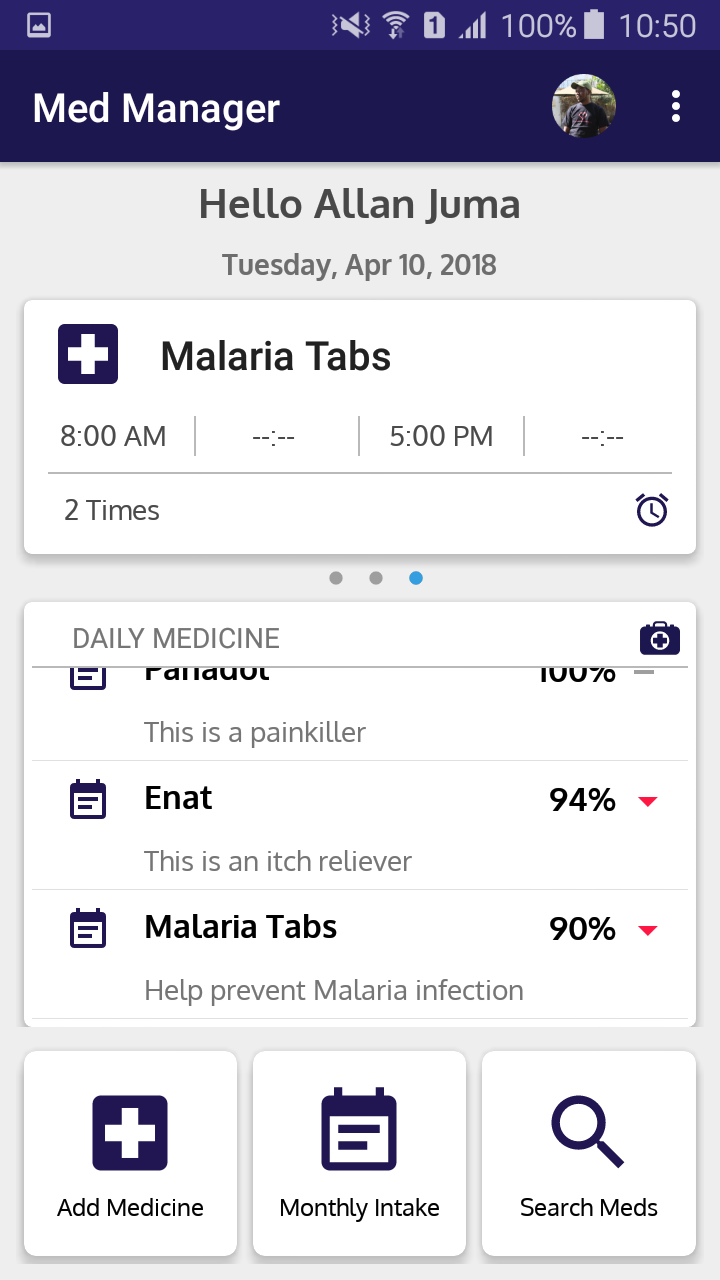 1 100% 10:50
Med Manager
Hello Allan Juma
Tuesday, Apr 10, 2018
Malaria Tabs
8:00 AM --:-- 5:00 PM --:--
2 Times
DAILY MEDICINE
Panadol 100%
This is a painkiller
Enat 94%
This is an itch reliever
Malaria Tabs 90%
Help prevent Malaria infection
Add Medicine Monthly Intake Search Meds